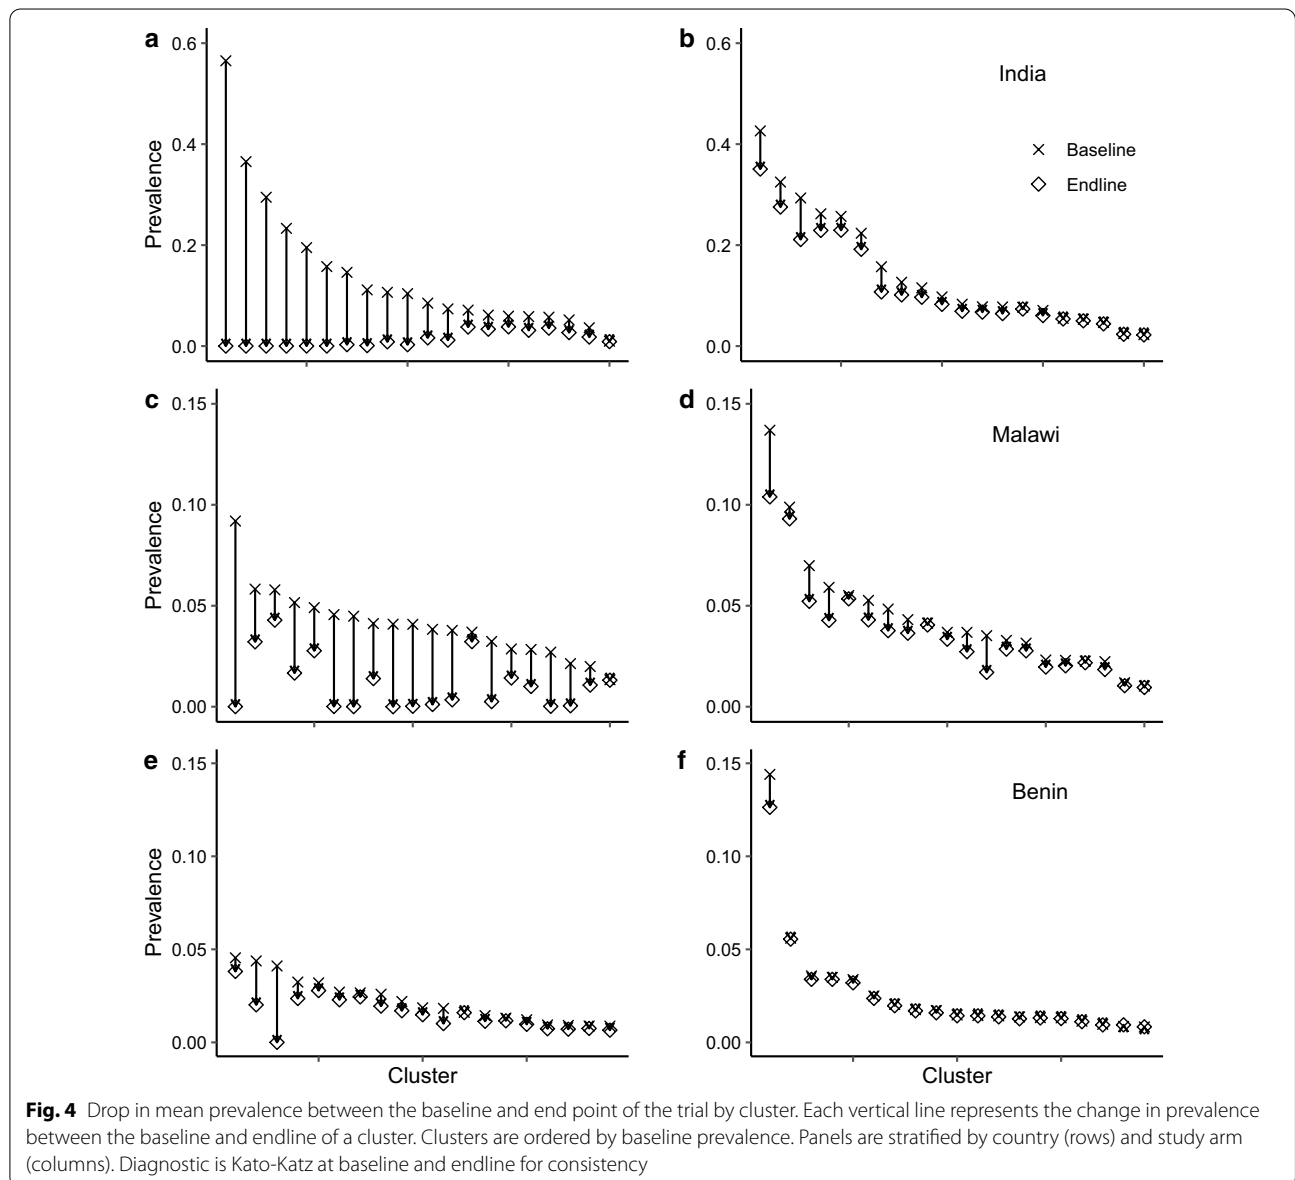 a
0.6
0.4
0.2
0.0
Prevalence
b
0.6
0.4
0.2
0.0
India
Baseline
Endline
c
0.15
0.10
0.05
0.00
Prevalence
d
0.15
0.10
0.05
0.00
Malawi
e
0.15
0.10
0.05
0.00
Prevalence
Cluster
f
0.15
0.10
0.05
0.00
Benin
Cluster
Fig. 4 Drop in mean prevalence between the baseline and end point of the trial by cluster. Each vertical line represents the change in prevalence
between the baseline and endline of a cluster. Clusters are ordered by baseline prevalence. Panels are stratified by country (rows) and study arm
(columns). Diagnostic is Kato-Katz at baseline and endline for consistency